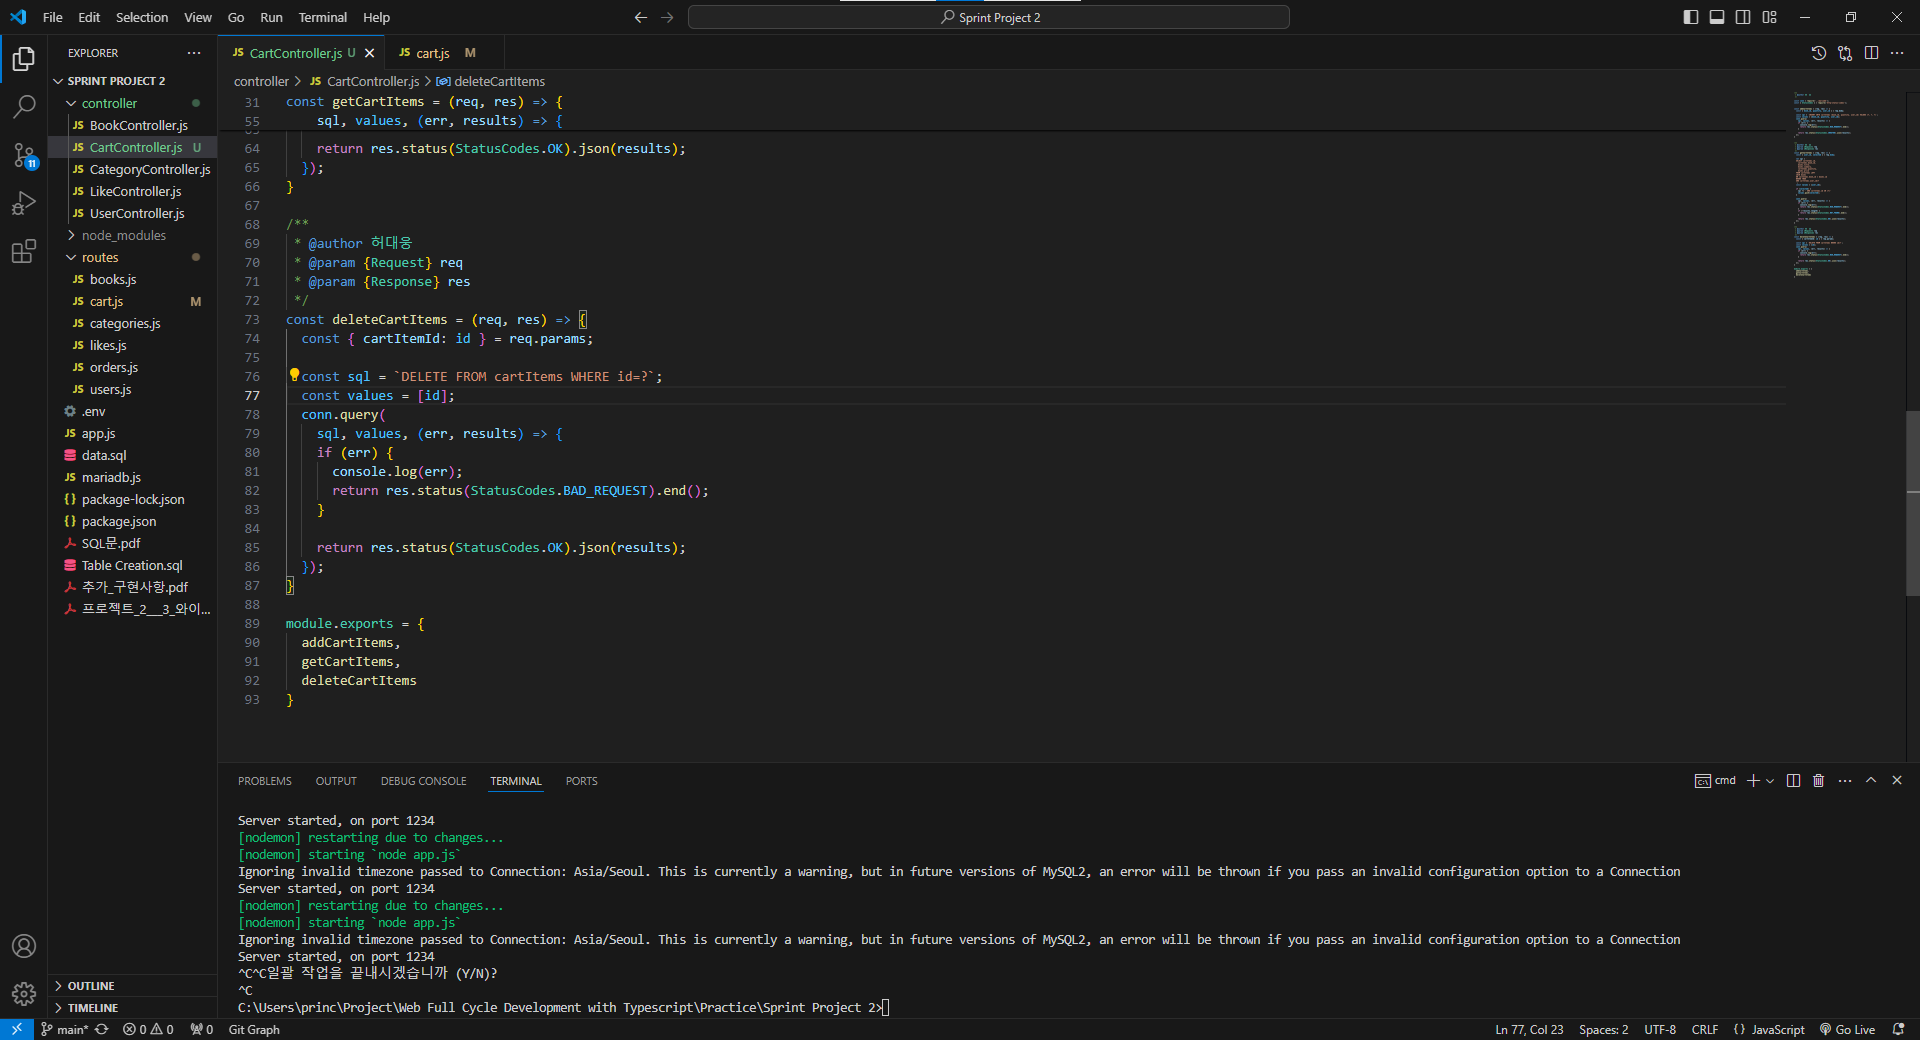 File Edit Selection View Go Run Terminal Help
Sprint Project 2
EXPLORER
SPRINT PROJECT 2
controller
BookController.js
CartController.js U
CategoryController.js
LikeController.js
UserController.js
node_modules
routes
books.js
cart.js M
categories.js
likes.js
orders.js
users.js
.env
app.js
data.sql
mariadb.js
package-lock.json
package.json
SQL문.pdf
Table Creation.sql
추가_구현사항.pdf
프로젝트_2__3_와이...
OUTLINE
TIMELINE
11
JS CartController.js U
JS cart.js M
controller > JS CartController.js > deleteCartItems
31 const getCartItems = (req, res) => {
55 sql, values, (err, results) => {
64 return res.status(StatusCodes.OK).json(results);
65 });
66 }
67
68 /**
69 * @author 허대웅
70 * @param {Request} req
71 * @param {Response} res
72 */
73 const deleteCartItems = (req, res) => {
74 const { cartItemId: id } = req.params;
75
76 const sql = `DELETE FROM cartItems WHERE id=?`;
77 const values = [id];
78 conn.query(
79 sql, values, (err, results) => {
80 if (err) {
81 console.log(err);
82 return res.status(StatusCodes.BAD_REQUEST).end();
83 }
84
85 return res.status(StatusCodes.OK).json(results);
86 });
87 }
88
89 module.exports = {
90 addCartItems,
91 getCartItems,
92 deleteCartItems
93 }
PROBLEMS OUTPUT DEBUG CONSOLE TERMINAL PORTS
cmd
Server started, on port 1234
[nodemon] restarting due to changes...
[nodemon] starting `node app.js`
Ignoring invalid timezone passed to Connection: Asia/Seoul. This is currently a warning, but in future versions of MySQL2, an error will be thrown if you pass an invalid configuration option to a Connection
Server started, on port 1234
[nodemon] restarting due to changes...
[nodemon] starting `node app.js`
Ignoring invalid timezone passed to Connection: Asia/Seoul. This is currently a warning, but in future versions of MySQL2, an error will be thrown if you pass an invalid configuration option to a Connection
Server started, on port 1234
^C^C일괄 작업을 끝내시겠습니까 (Y/N)?
^C
C:\Users\princ\Project\Web Full Cycle Development with Typescript\Practice\Sprint Project 2>
main* 0 0 0 Git Graph
Ln 77, Col 23 Spaces: 2 UTF-8 CRLF {} JavaScript Go Live